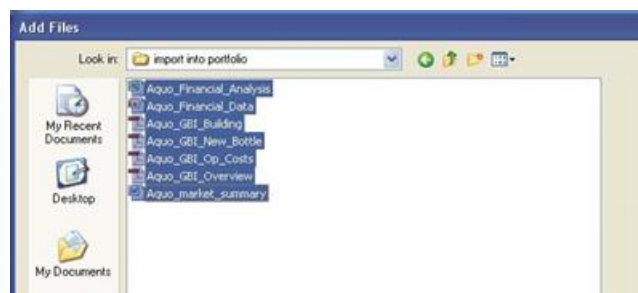 Add Files
Look in: import into portfolio
My Recent
Documents
Desktop
My Documents
Aquo_Financial_Analysis
Aquo_Financial_Data
Aquo_GBI_Building
Aquo_GBI_New_Bottle
Aquo_GBI_Op_Costs
Aquo_GBI_Overview
Aquo_market_summary